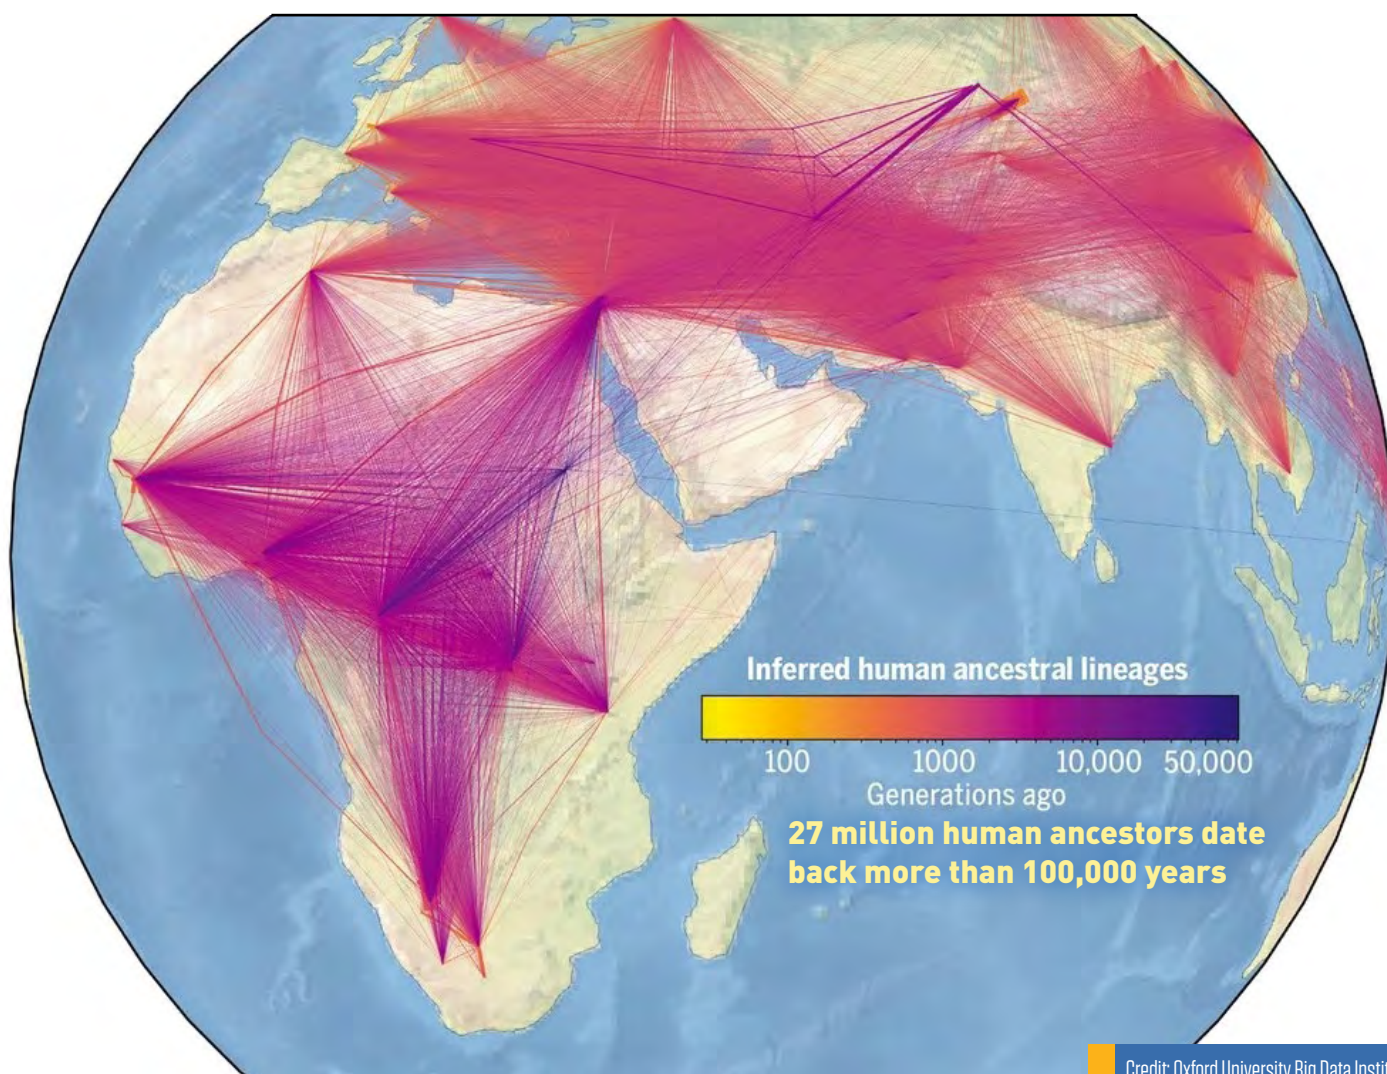 Inferred human ancestral lineages
100 1000 10,000 50,000
Generations ago
27 million human ancestors date
back more than 100,000 years
Credit: Oxford University Big Data